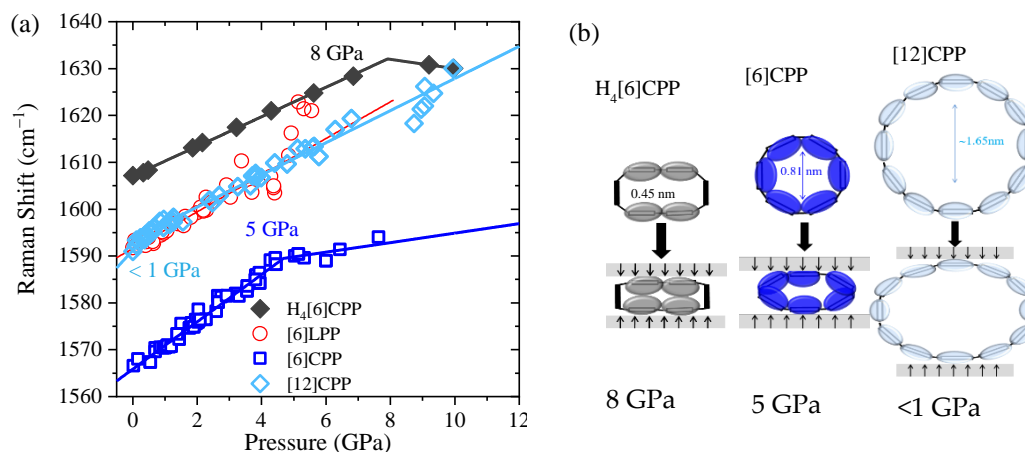 (a)
Raman Shift (cm⁻¹)
1640
1630
1620
1610
1600
1590
1580
1570
1560
8 GPa
5 GPa
< 1 GPa
H₄[6]CPP
[6]LPP
[6]CPP
[12]CPP
0 2 4 6 8 10 12
Pressure (GPa)
(b)
H₄[6]CPP
[6]CPP
[12]CPP
0.45 nm
0.81 nm
~1.65nm
8 GPa
5 GPa
<1 GPa